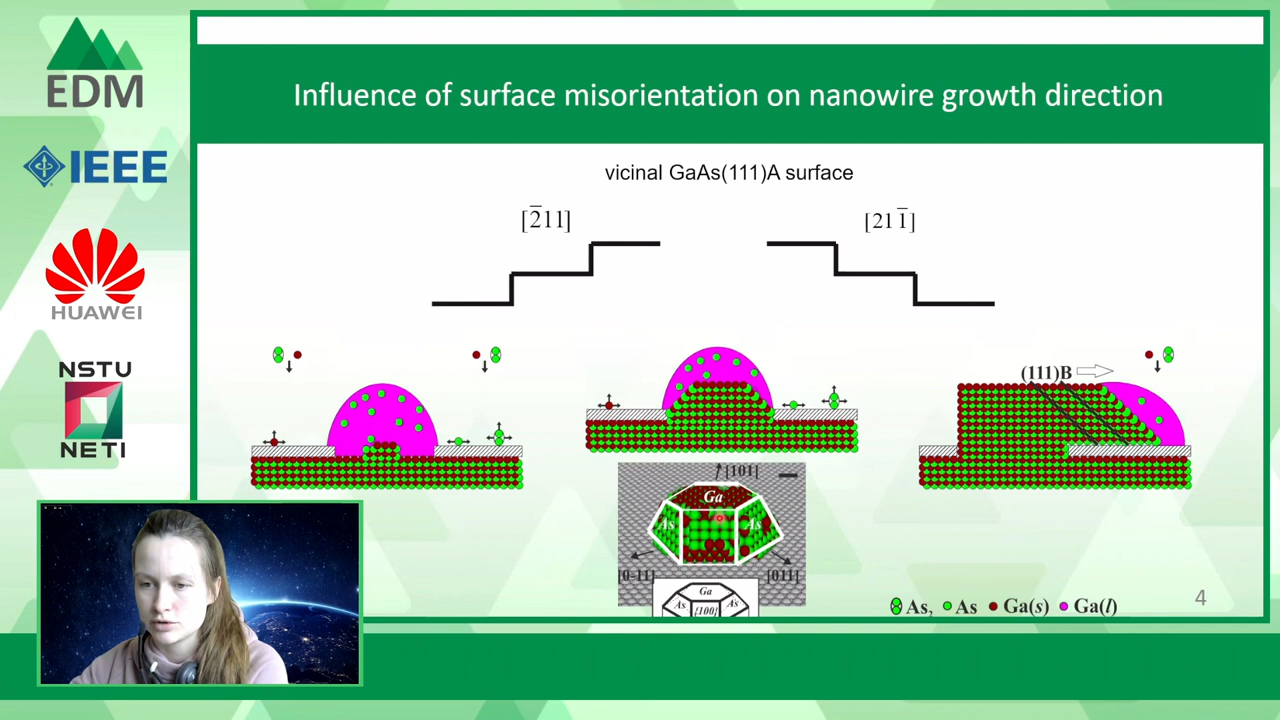 EDM
IEEE
HUAWEI
NSTU
NETI
Influence of surface misorientation on nanowire growth direction
vicinal GaAs(111)A surface
[2̅11]
[211̅]
(111)B
[101]
Ga
As
As
[0-11]
[011]
Ga
As
[100]
As
As₂
As
Ga(s)
Ga(l)
4